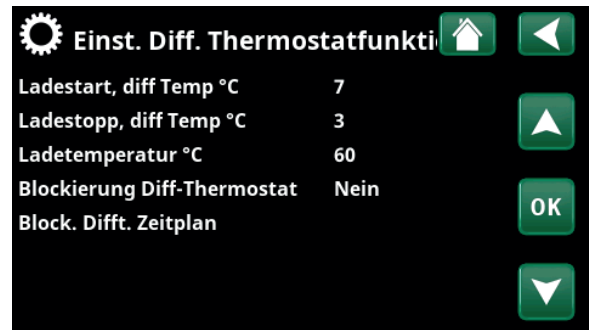 Einst. Diff. Thermostatfunkti
Ladestart, diff Temp °C 7
Ladestopp, diff Temp °C 3
Ladetemperatur °C 60
Blockierung Diff-Thermostat Nein
Block. Difft. Zeitplan
OK